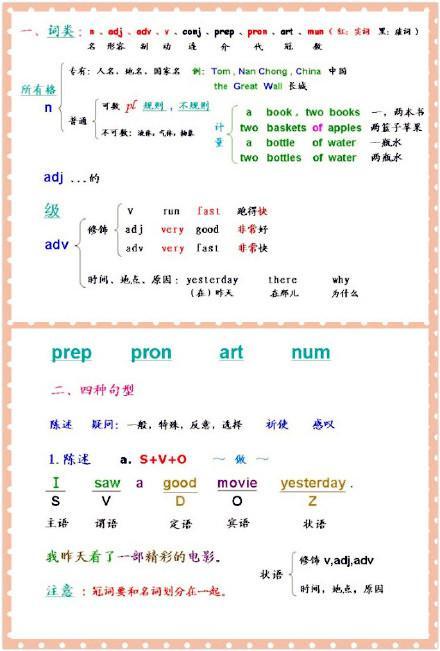 一、词类：n 、adj 、adv 、v 、conj 、prep 、pron 、art 、mun（红：实词 黑：虚词）
名 形容 副 动 连 介 代 冠 数
所有格
n
专有：人名、地名、国家名 例：Tom , Nan Chong , China 中国
the Great Wall 长城
普通
可数 pl 规则 ， 不规则
不可数：液体，气体，抽象
计量
a book , two books 一，两本书
two baskets of apples 两篮子苹果
a bottle of water 一瓶水
two bottles of water 两瓶水
adj …的
级
adv
修饰
v run fast 跑得快
adj very good 非常好
adv very fast 非常快
时间、地点、原因：yesterday there why
（在）昨天 在那儿 为什么
prep pron art num
二、四种句型
陈述 疑问：一般，特殊，反意，选择 祈使 感叹
1. 陈述 a. S+V+O ～ 做 ～
I saw a good movie yesterday .
S V D O Z
主语 谓语 定语 宾语 状语
我昨天看了一部精彩的电影。
注意：冠词要和名词划分在一起。
状语
修饰 v,adj,adv
时间，地点，原因